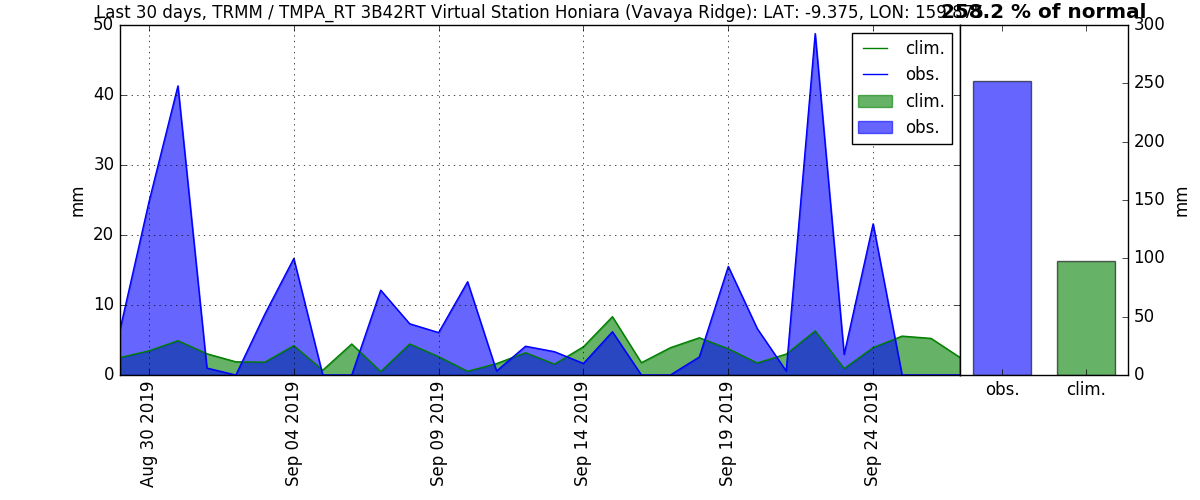 Last 30 days, TRMM / TMPA_RT 3B42RT Virtual Station Honiara (Vavaya Ridge): LAT: -9.375, LON:
258.2 % of normal
50
40
30
20
10
0
mm
clim.
obs.
clim.
obs.
Aug 30 2019
Sep 04 2019
Sep 09 2019
Sep 14 2019
Sep 19 2019
Sep 24 2019
300
250
200
150
100
50
0
mm
obs.
clim.